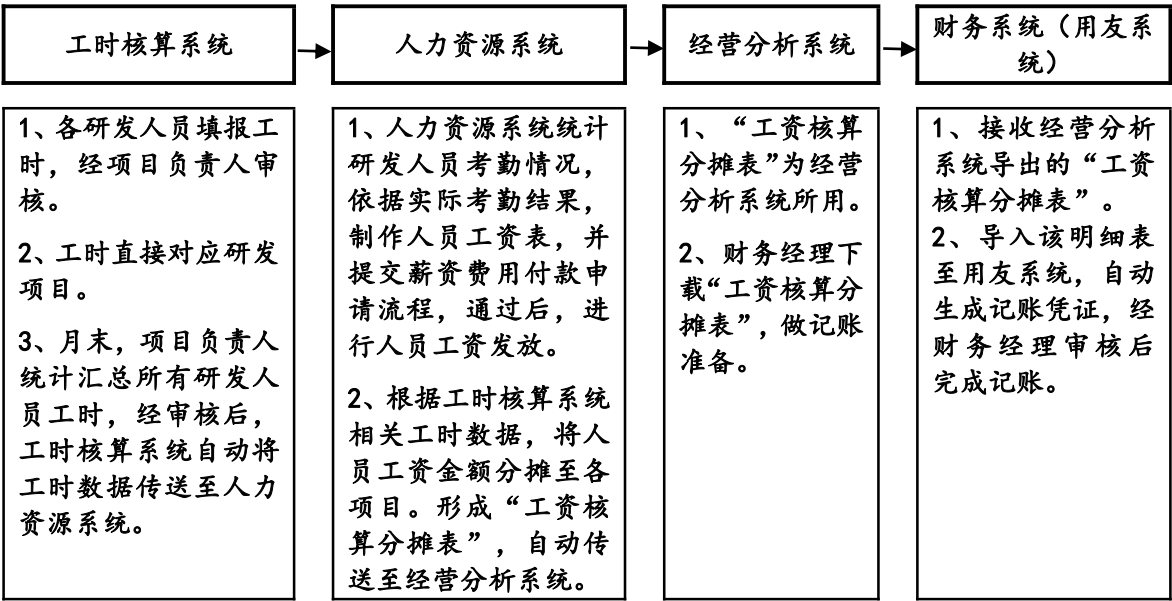 工时核算系统
人力资源系统
经营分析系统
财务系统（用友系
统）
1、各研发人员填报工
时，经项目负责人审
核。
2、工时直接对应研发
项目。
3、月末，项目负责人
统计汇总所有研发人
员工时，经审核后，
工时核算系统自动将
工时数据传送至人力
资源系统。
1、人力资源系统统计
研发人员考勤情况，
依据实际考勤结果，
制作人员工资表，并
提交薪资费用付款申
请流程，通过后，进
行人员工资发放。
2、根据工时核算系统
相关工时数据，将人
员工资金额分摊至各
项目。形成“工资核
算分摊表”，自动传
送至经营分析系统。
1、“工资核算
分摊表”为经营
分析系统所用。
2、财务经理下
载“工资核算分
摊表”，做记账
准备。
1、接收经营分析
系统导出的“工资
核算分摊表”。
2、导入该明细表
至用友系统，自动
生成记账凭证，经
财务经理审核后
完成记账。